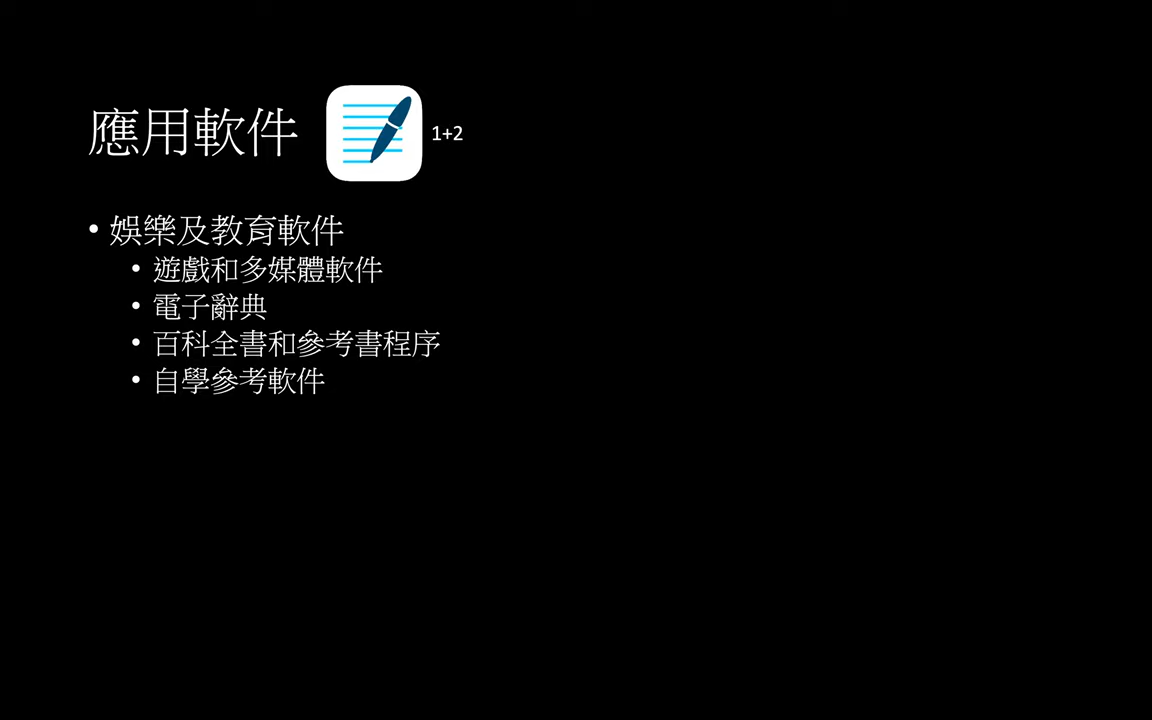 應用軟件 1+2
• 娛樂及教育軟件
• 遊戲和多媒體軟件
• 電子辭典
• 百科全書和參考書程序
• 自學參考軟件